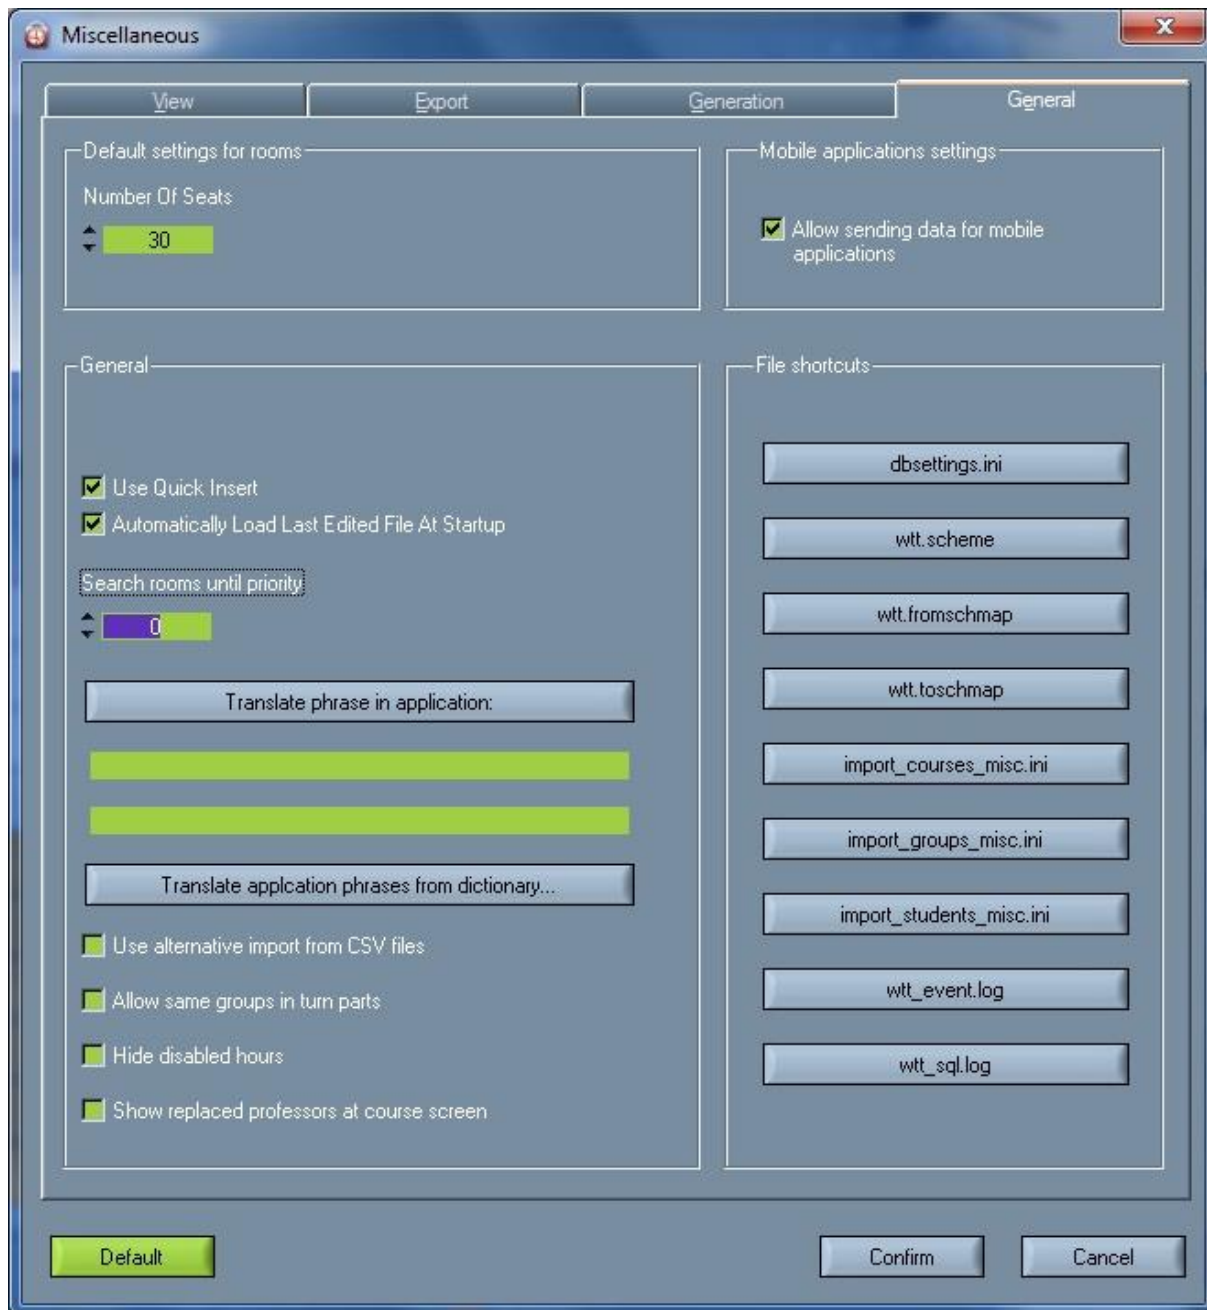 Miscellaneous
View
Export
Generation
General
Default settings for rooms
Number Of Seats
30
Mobile applications settings
Allow sending data for mobile
applications
General
Use Quick Insert
Automatically Load Last Edited File At Startup
Search rooms until priority
0
Translate phrase in application:
Translate applcation phrases from dictionary...
Use alternative import from CSV files
Allow same groups in turn parts
Hide disabled hours
Show replaced professors at course screen
File shortcuts
dbsettings.ini
wtt.scheme
wtt.fromschmap
wtt.toschmap
import_courses_misc.ini
import_groups_misc.ini
import_students_misc.ini
wtt_event.log
wtt_sql.log
Default
Confirm
Cancel